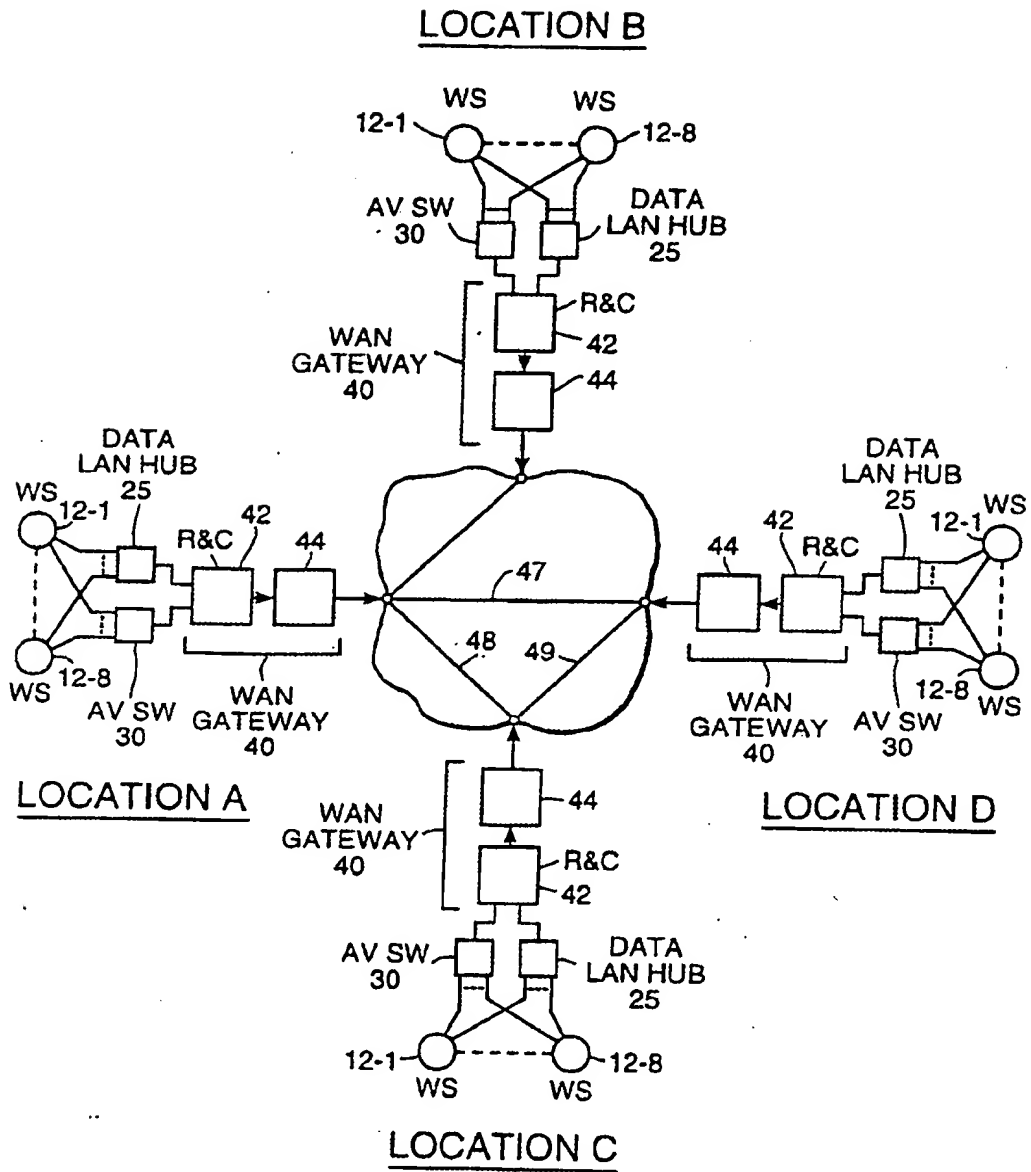 LOCATION B
WS
WS
12-1
12-8
AV SW
30
DATA
LAN HUB
25
R&C
42
WAN
GATEWAY
40
44
DATA
LAN HUB
25
WS
12-1
R&C
42
44
12-8
WS
AV SW
30
WAN
GATEWAY
40
LOCATION A
47
48
49
DATA
LAN HUB
25
44
42
R&C
12-1
WS
12-8
WS
WAN
GATEWAY
40
AV SW
30
LOCATION D
WAN
GATEWAY
40
44
R&C
42
AV SW
30
DATA
LAN HUB
25
12-1
12-8
WS
WS
LOCATION C